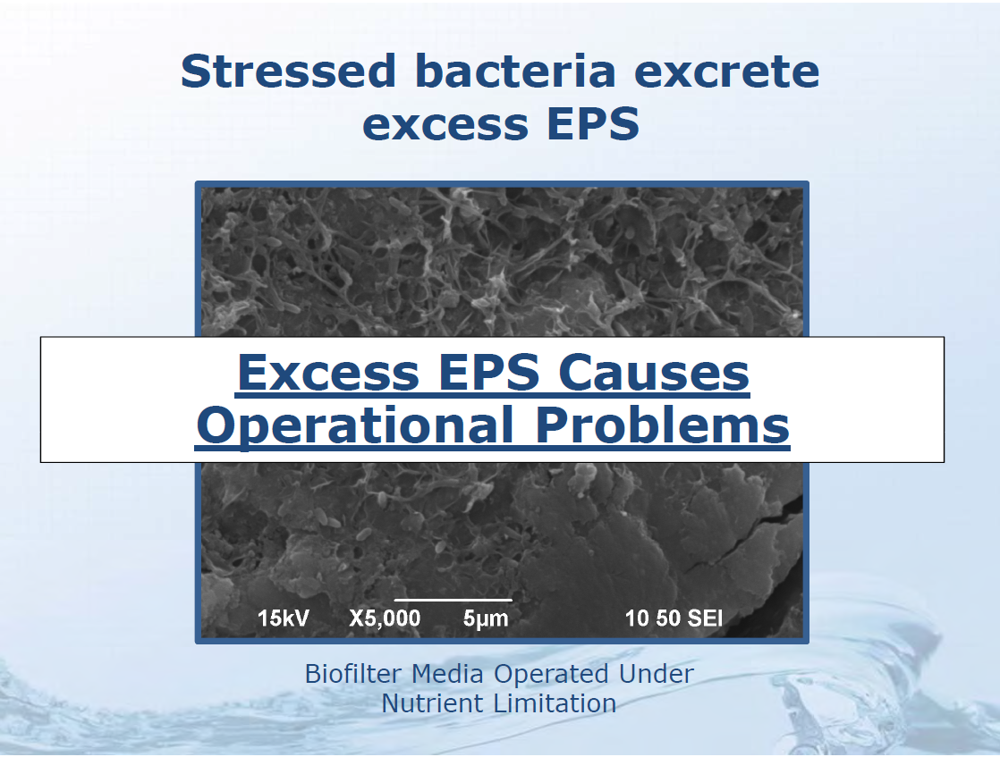 Stressed bacteria excrete
excess EPS
Excess EPS Causes
Operational Problems
15kV X5,000 5µm 10 50 SEI
Biofilter Media Operated Under
Nutrient Limitation